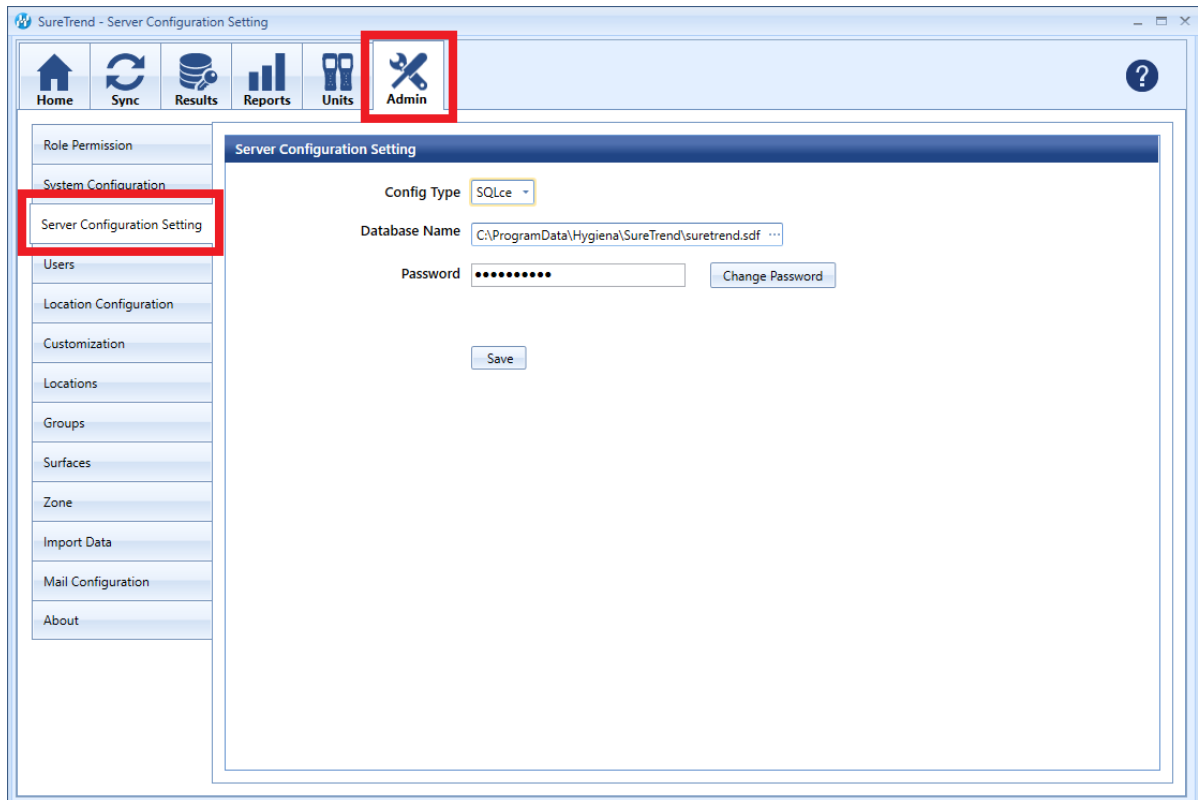 SureTrend - Server Configuration Setting
Home Sync Results Reports Units Admin ?
Role Permission
System Configuration
Server Configuration Setting
Users
Location Configuration
Customization
Locations
Groups
Surfaces
Zone
Import Data
Mail Configuration
About
Server Configuration Setting
Config Type SQLce
Database Name C:\ProgramData\Hygiena\SureTrend\suretrend.sdf ...
Password •••••••••• Change Password
Save